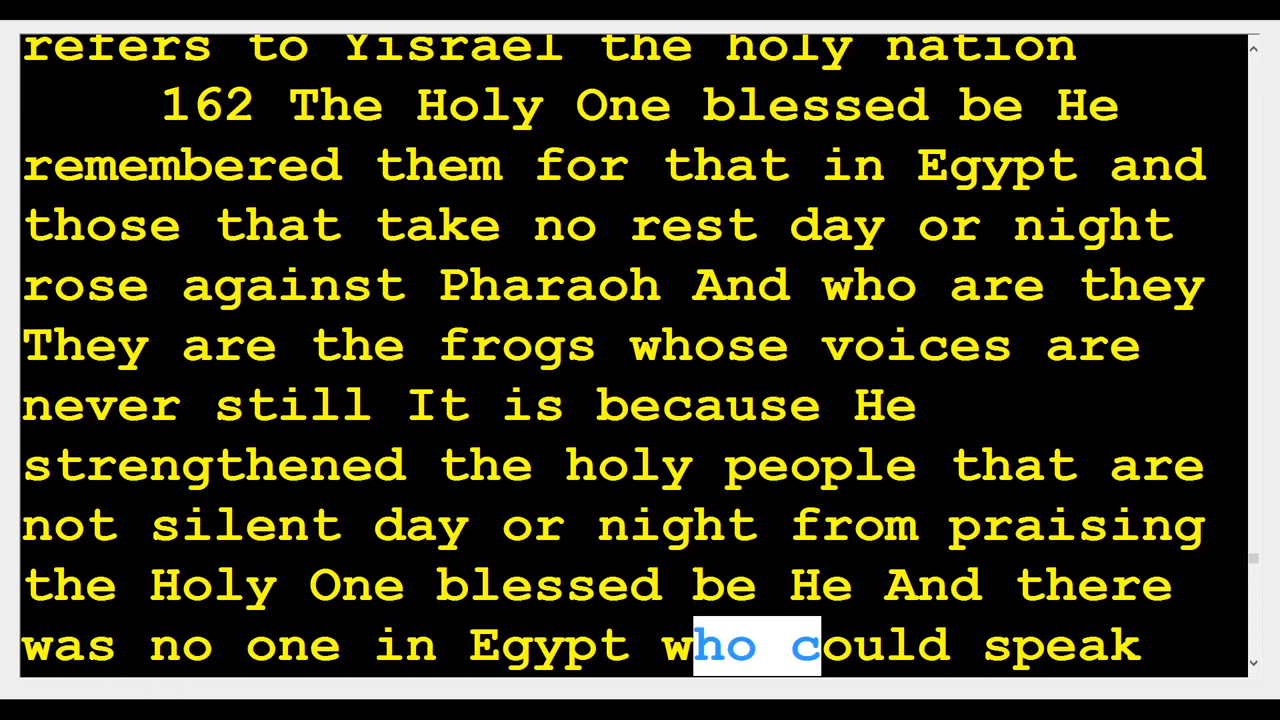 refers to Yisrael the holy nation
162 The Holy One blessed be He
remembered them for that in Egypt and
those that take no rest day or night
rose against Pharaoh And who are they
They are the frogs whose voices are
never still It is because He
strengthened the holy people that are
not silent day or night from praising
the Holy One blessed be He And there
was no one in Egypt who could speak